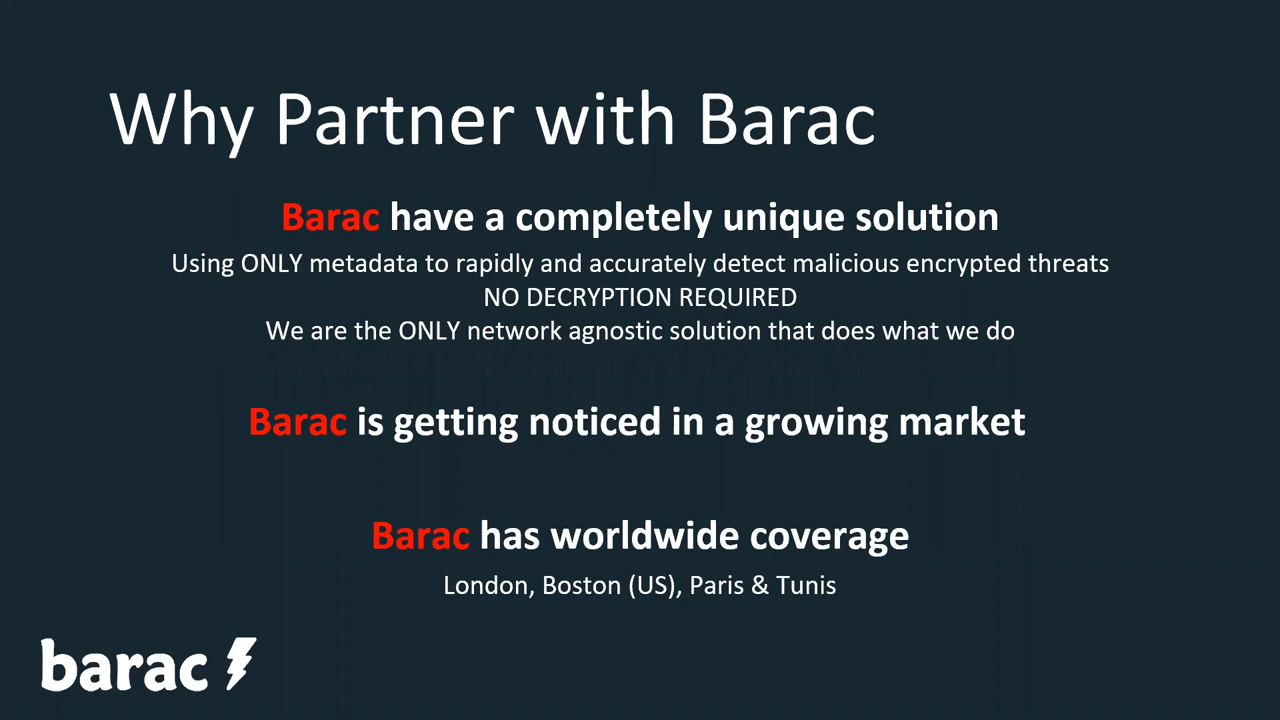 Why Partner with Barac
Barac have a completely unique solution
Using ONLY metadata to rapidly and accurately detect malicious encrypted threats
NO DECRYPTION REQUIRED
We are the ONLY network agnostic solution that does what we do
Barac is getting noticed in a growing market
Barac has worldwide coverage
London, Boston (US), Paris & Tunis
barac